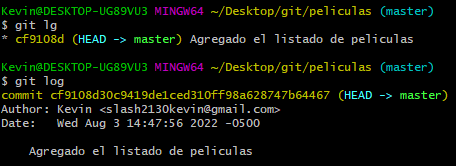 Kevin@DESKTOP-UG89VU3 MINGW64 ~/Desktop/git/peliculas (master)
$ git lg
* cf9108d (HEAD -> master) Agregado el listado de peliculas
Kevin@DESKTOP-UG89VU3 MINGW64 ~/Desktop/git/peliculas (master)
$ git log
commit cf9108d30c9419de1ced310ff98a628747b64467 (HEAD -> master)
Author: Kevin <slash2130kevin@gmail.com>
Date:   Wed Aug 3 14:47:56 2022 -0500
    Agregado el listado de peliculas